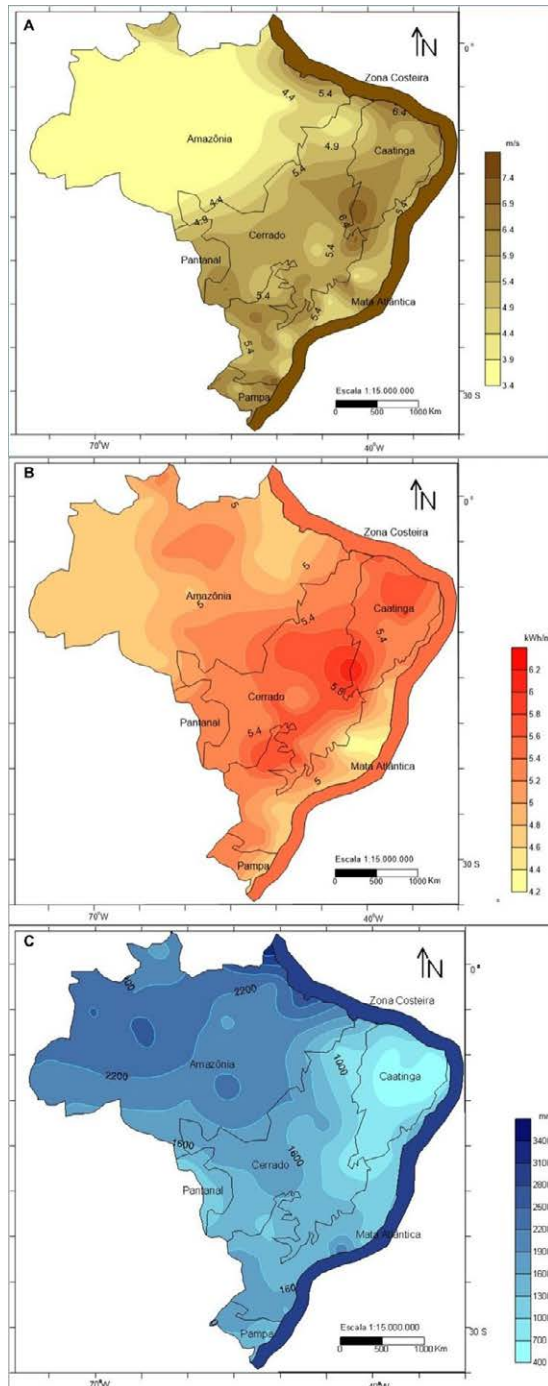 A
N
0°
Zona Costeira
4.4
5.4
6.4
Amazônia
4.9
Caatinga
5.4
m/s
4.4
4.9
6.4
5.4
Cerrado
5.4
Pantanal
5.4
5.4
Mata Atlântica
5.4
Pampa
Escala 1:15.000.000
0 500 1000 Km
30 S
70°W
40°W
7.4
6.9
6.4
5.9
5.4
4.9
4.4
3.9
3.4
B
N
0°
5
Zona Costeira
5
Amazônia
5
Caatinga
5.4
5.4
kWh/m
Cerrado
5.8
Pantanal
5.4
Mata Atlântica
5
Pampa
Escala 1:15.000.000
0 500 1000 Km
30 S
70°W
40°W
6.2
6
5.8
5.6
5.4
5.2
5
4.8
4.6
4.4
4.2
C
N
0°
2200
Zona Costeira
Amazônia
1000
Caatinga
2200
1600
1600
Cerrado
Pantanal
Mata Atlântica
160
Pampa
Escala 1:15.000.000
0 500 1000 Km
30 S
70°W
40°W
mm
3400
3100
2800
2500
2200
1900
1600
1300
1000
700
400